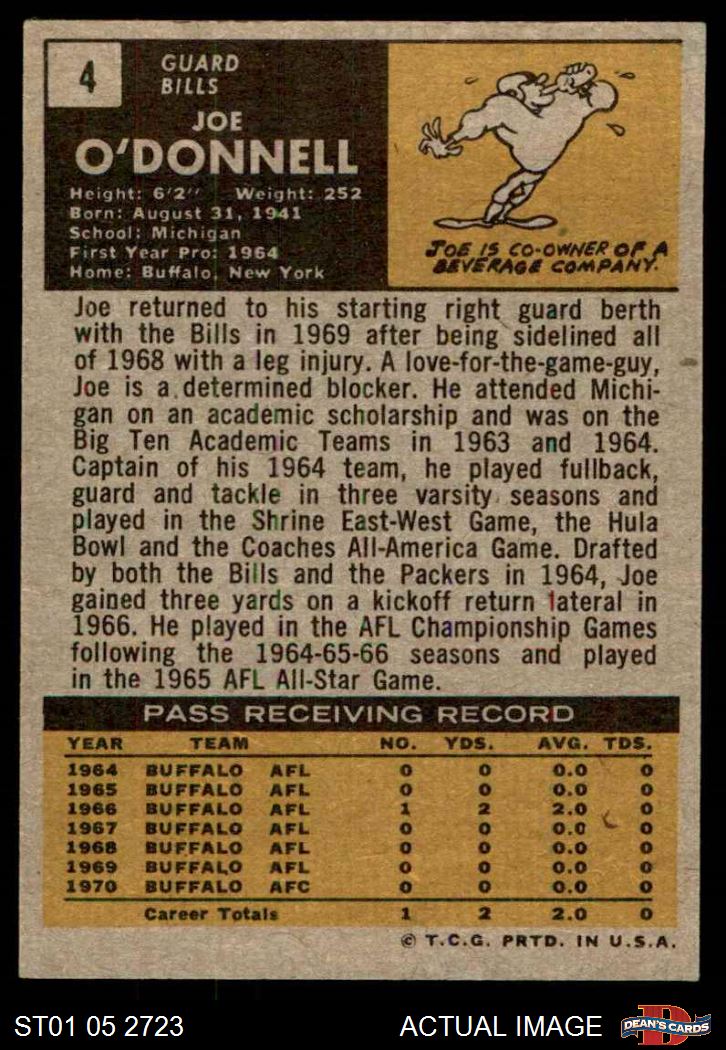 4
GUARD
BILLS
JOE
O'DONNELL
Height: 6'2'' Weight: 252
Born: August 31, 1941
School: Michigan
First Year Pro: 1964
Home: Buffalo, New York
JOE IS CO-OWNER OF A
BEVERAGE COMPANY.
Joe returned to his starting right guard berth
with the Bills in 1969 after being sidelined all
of 1968 with a leg injury. A love-for-the-game-guy,
Joe is a determined blocker. He attended Michi-
gan on an academic scholarship and was on the
Big Ten Academic Teams in 1963 and 1964.
Captain of his 1964 team, he played fullback,
guard and tackle in three varsity seasons and
played in the Shrine East-West Game, the Hula
Bowl and the Coaches All-America Game. Drafted
by both the Bills and the Packers in 1964, Joe
gained three yards on a kickoff return lateral in
1966. He played in the AFL Championship Games
following the 1964-65-66 seasons and played
in the 1965 AFL All-Star Game.
PASS RECEIVING RECORD
YEAR TEAM NO. YDS. AVG. TDS.
1964 BUFFALO AFL 0 0 0.0 0
1965 BUFFALO AFL 0 0 0.0 0
1966 BUFFALO AFL 1 2 2.0 0
1967 BUFFALO AFL 0 0 0.0 0
1968 BUFFALO AFL 0 0 0.0 0
1969 BUFFALO AFL 0 0 0.0 0
1970 BUFFALO AFC 0 0 0.0 0
Career Totals 1 2 2.0 0
© T.C.G. PRTD. IN U.S.A.
ST01 05 2723 ACTUAL IMAGE D DEAN'S CARDS